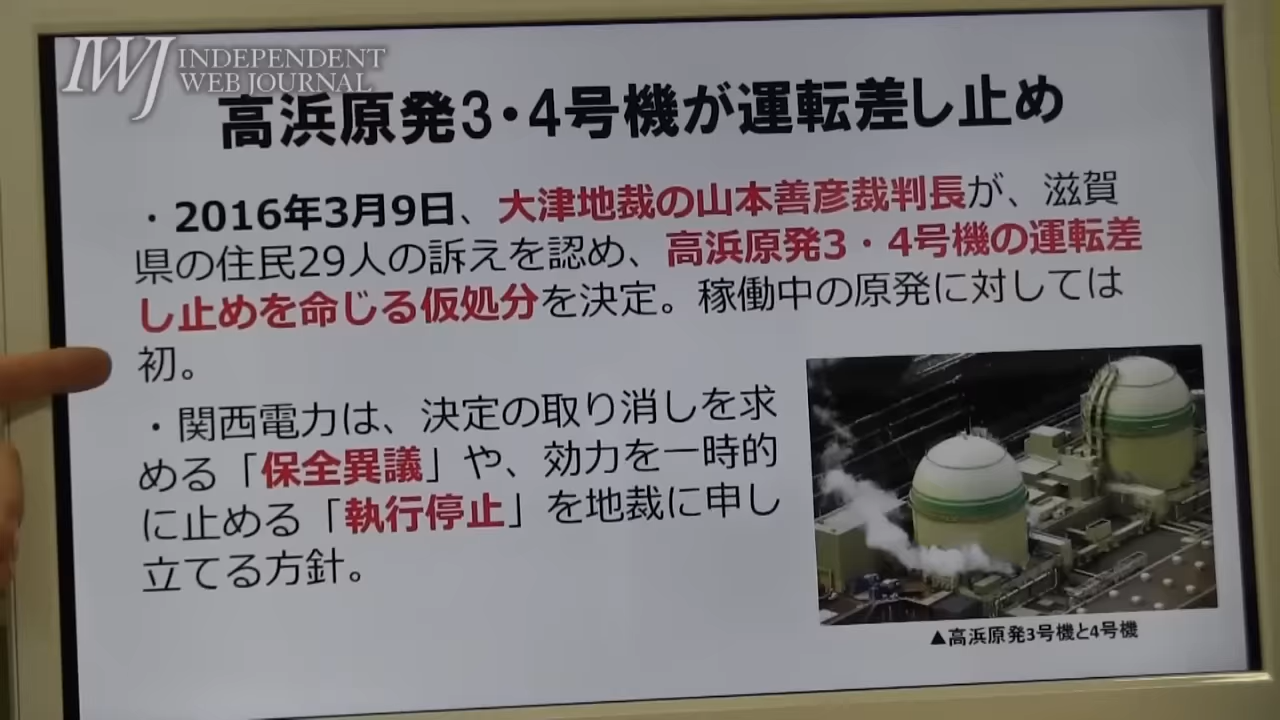 IWJ INDEPENDENT
WEB JOURNAL
高浜原発3・4号機が運転差し止め
・2016年3月9日、大津地裁の山本善彦裁判長が、滋賀
県の住民29人の訴えを認め、高浜原発3・4号機の運転差
し止めを命じる仮処分を決定。稼働中の原発に対しては
初。
・関西電力は、決定の取り消しを求
める「保全異議」や、効力を一時的
に止める「執行停止」を地裁に申し
立てる方針。
▲高浜原発3号機と4号機